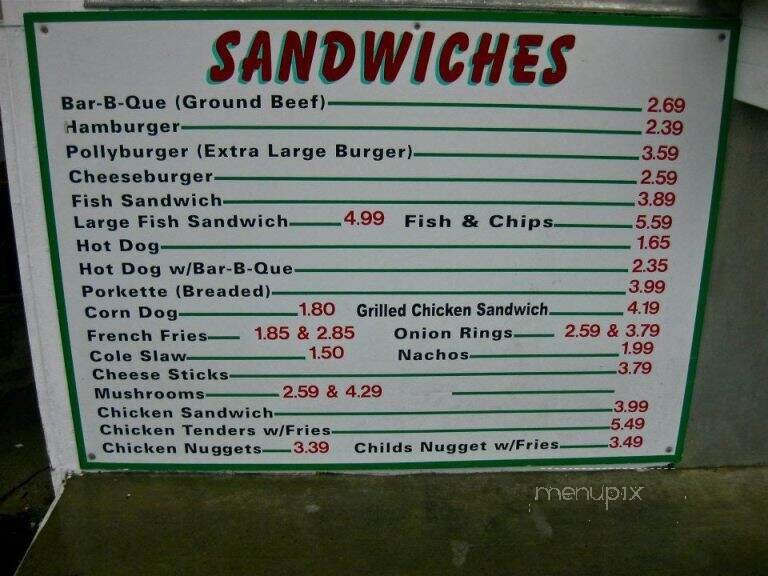 SANDWICHES
Bar-B-Que (Ground Beef) 2.69
Hamburger 2.39
Pollyburger (Extra Large Burger) 3.59
Cheeseburger 2.59
Fish Sandwich 3.89
Large Fish Sandwich 4.99 Fish & Chips 5.59
Hot Dog 1.65
Hot Dog w/Bar-B-Que 2.35
Porkette (Breaded) 3.99
Corn Dog 1.80 Grilled Chicken Sandwich 4.19
French Fries 1.85 & 2.85 Onion Rings 2.59 & 3.79
Cole Slaw 1.50 Nachos 1.99
Cheese Sticks 3.79
Mushrooms 2.59 & 4.29
Chicken Sandwich 3.99
Chicken Tenders w/Fries 5.49
Chicken Nuggets 3.39 Childs Nugget w/Fries 3.49
menupix